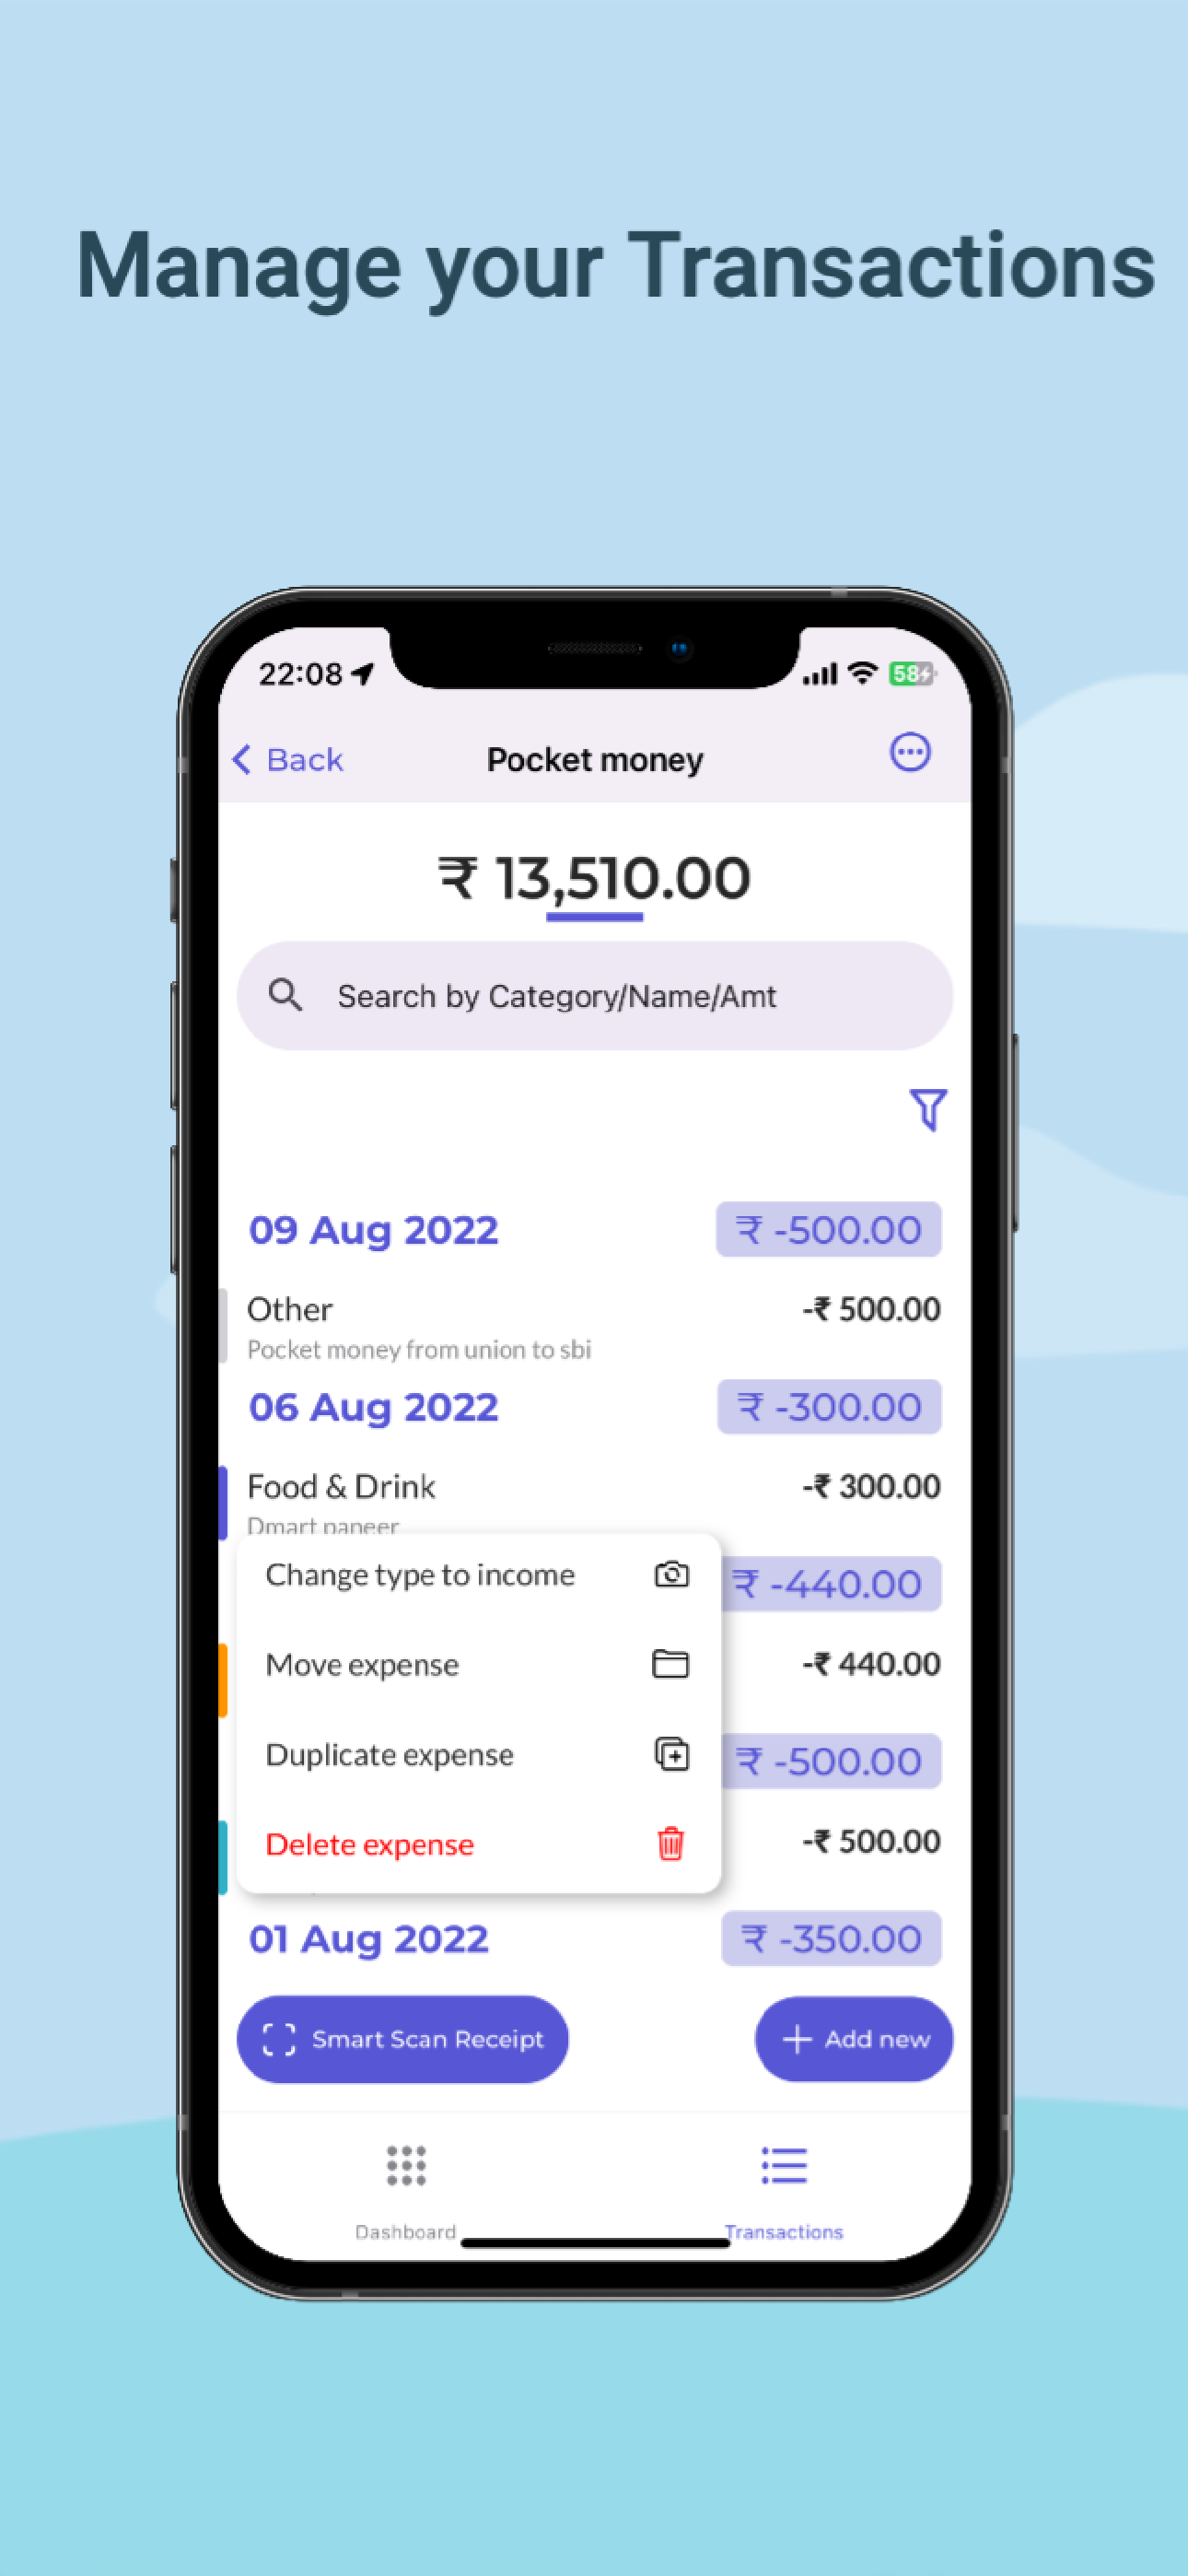 Manage your Transactions
22:08
58
Back
Pocket money
₹ 13,510.00
Search by Category/Name/Amt
09 Aug 2022
₹ -500.00
Other
-₹ 500.00
Pocket money from union to sbi
06 Aug 2022
₹ -300.00
Food & Drink
-₹ 300.00
Dmart paneer
Change type to income
₹ -440.00
Move expense
-₹ 440.00
Duplicate expense
₹ -500.00
Delete expense
-₹ 500.00
01 Aug 2022
₹ -350.00
Smart Scan Receipt
Add new
Dashboard
Transactions